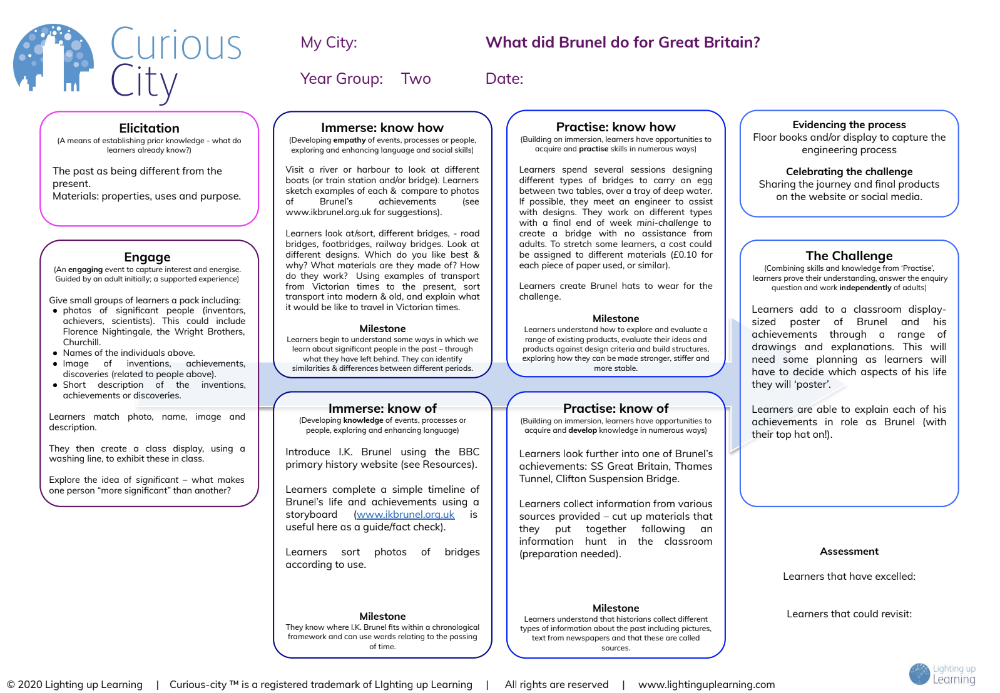 Curious
City
My City:
What did Brunel do for Great Britain?
Year Group: Two
Date:
Elicitation
(A means of establishing prior knowledge - what do
learners already know?)
The past as being different from the
present.
Materials: properties, uses and purpose.
Engage
(An engaging event to capture interest and energise.
Guided by an adult initially; a supported experience)
Give small groups of learners a pack including:
● photos of significant people (inventors,
achievers, scientists). This could include
Florence Nightingale, the Wright Brothers,
Churchill.
● Names of the individuals above.
● Image of inventions, achievements,
discoveries (related to people above).
● Short description of the inventions,
achievements or discoveries.
Learners match photo, name, image and
description.
They then create a class display, using a
washing line, to exhibit these in class.
Explore the idea of significant – what makes
one person “more significant” than another?
Immerse: know how
(Developing empathy of events, processes or people,
exploring and enhancing language and social skills)
Visit a river or harbour to look at different
boats (or train station and/or bridge). Learners
sketch examples of each & compare to photos
of Brunel’s achievements (see
www.ikbrunel.org.uk for suggestions).
Learners look at/sort, different bridges, - road
bridges, footbridges, railway bridges. Look at
different designs. Which do you like best &
why? What materials are they made of? How
do they work? Using examples of transport
from Victorian times to the present, sort
transport into modern & old, and explain what
it would be like to travel in Victorian times.
Milestone
Learners begin to understand some ways in which we
learn about significant people in the past – through
what they have left behind. They can identify
similarities & differences between different periods.
Immerse: know of
(Developing knowledge of events, processes or
people, exploring and enhancing language)
Introduce I.K. Brunel using the BBC
primary history website (see Resources).
Learners complete a simple timeline of
Brunel’s life and achievements using a
storyboard (www.ikbrunel.org.uk is
useful here as a guide/fact check).
Learners sort photos of bridges
according to use.
Milestone
They know where I.K. Brunel fits within a chronological
framework and can use words relating to the passing
of time.
Practise: know how
(Building on immersion, learners have opportunities to
acquire and practise skills in numerous ways)
Learners spend several sessions designing
different types of bridges to carry an egg
between two tables, over a tray of deep water.
If possible, they meet an engineer to assist
with designs. They work on different types
with a final end of week mini-challenge to
create a bridge with no assistance from
adults. To stretch some learners, a cost could
be assigned to different materials (£0.10 for
each piece of paper used, or similar).
Learners create Brunel hats to wear for the
challenge.
Milestone
Learners understand how to explore and evaluate a
range of existing products, evaluate their ideas and
products against design criteria and build structures,
exploring how they can be made stronger, stiffer and
more stable.
Practise: know of
(Building on immersion, learners have opportunities to
acquire and develop knowledge in numerous ways)
Learners look further into one of Brunel’s
achievements: SS Great Britain, Thames
Tunnel, Clifton Suspension Bridge.
Learners collect information from various
sources provided – cut up materials that
they put together following an
information hunt in the classroom
(preparation needed).
Milestone
Learners understand that historians collect different
types of information about the past including pictures,
text from newspapers and that these are called
sources.
Evidencing the process
Floor books and/or display to capture the
engineering process
Celebrating the challenge
Sharing the journey and final products
on the website or social media.
The Challenge
(Combining skills and knowledge from ‘Practise’,
learners prove their understanding, answer the enquiry
question and work independently of adults)
Learners add to a classroom display-
sized poster of Brunel and his
achievements through a range of
drawings and explanations. This will
need some planning as learners will
have to decide which aspects of his life
they will ‘poster’.
Learners are able to explain each of his
achievements in role as Brunel (with
their top hat on!).
Assessment
Learners that have excelled:
Learners that could revisit:
Lighting up
Learning
© 2020 Lighting up Learning | Curious-city ™ is a registered trademark of LIghting up Learning | All rights are reserved | www.lightinguplearning.com